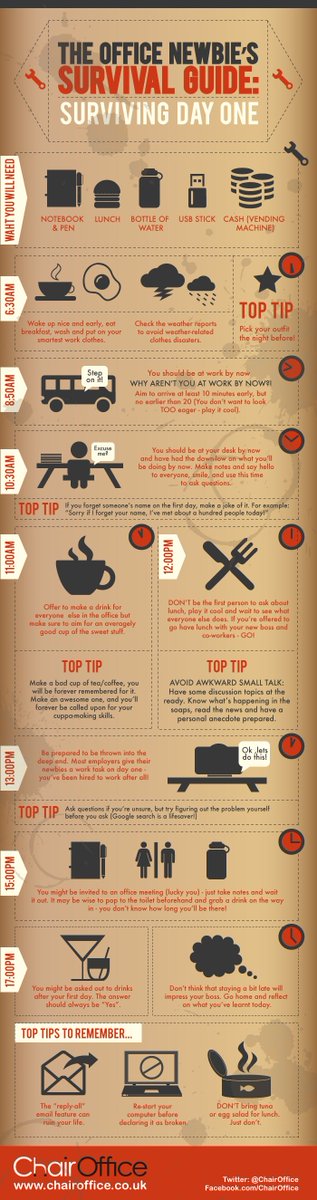 THE OFFICE NEWBIE'S
SURVIVAL GUIDE:
SURVIVING DAY ONE
WAHT YOU WILL NEED
NOTEBOOK
& PEN
LUNCH
BOTTLE OF
WATER
USB STICK
CASH (VENDING
MACHINE)
6:30AM
Wake up nice and early, eat
breakfast, wash and put on your
smartest work clothes.
Check the weather reports
to avoid weather-related
clothes disasters.
TOP TIP
Pick your outfit
the night before!
8:50AM
Step
on it!
You should be at work by now
WHY AREN'T YOU AT WORK BY NOW?!
Aim to arrive at least 10 minutes early, but
no earlier than 20 (You don't want to look
TOO eager - play it cool).
10:30AM
Excuse
me?
You should be at your desk by now
and have had the down-low on what you'll
be doing by now. Make notes and say hello
to everyone, smile, and use this time
.... to ask questions.
TOP TIP
If you forget someone's name on the first day, make a joke of it. For example:
"Sorry if I forget your name, I've met about a hundred people today!"
11:00AM
Offer to make a drink for
everyone else in the office but
make sure to aim for an averagely
good cup of the sweet stuff.
TOP TIP
Make a bad cup of tea/coffee, you
will be forever remembered for it.
Make an awesome one, and you'll
forever be called upon for your
cuppa-making skills.
12:00PM
DON'T be the first person to ask about
lunch, play it cool and wait to see what
everyone else does. If you're offered to
go have lunch with your new boss and
co-workers - GO!
TOP TIP
AVOID AWKWARD SMALL TALK:
Have some discussion topics at the
ready. Know what's happening in the
soaps, read the news and have a
personal anecdote prepared.
13:00PM
Be prepared to be thrown into the
deep end. Most employers give their
newbies a work task on day one -
you've been hired to work after all!
Ok ,lets
do this!
TOP TIP
Ask questions if you're unsure, but try figuring out the problem yourself
before you ask (Google search is a lifesaver!)
15:00PM
You might be invited to an office meeting (lucky you) - just take notes and wait
it out. It may be wise to pop to the toilet beforehand and grab a drink on the way
in - you don't know how long you'll be there!
17:00PM
You might be asked out to drinks
after your first day. The answer
should always be "Yes".
Don't think that staying a bit late will
impress your boss. Go home and reflect
on what you've learnt today.
TOP TIPS TO REMEMBER...
The "reply-all"
email feature can
ruin your life.
Re-start your
computer before
declaring it as broken.
DON'T bring tuna
or egg salad for lunch.
Just don't.
ChairOffice
www.chairoffice.co.uk
Twitter: @ChairOffice
Facebook.com/ChairOffice